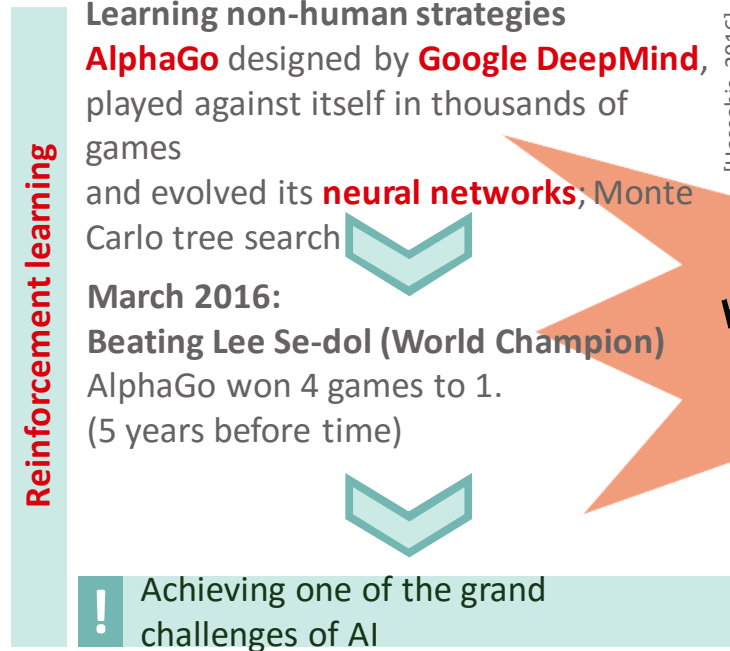 Learning non-human strategies
AlphaGo designed by Google DeepMind,
played against itself in thousands of
games
and evolved its neural networks; Monte
Carlo tree search
March 2016:
Beating Lee Se-dol (World Champion)
AlphaGo won 4 games to 1.
(5 years before time)
Reinforcement learning
!
Achieving one of the grand
challenges of AI